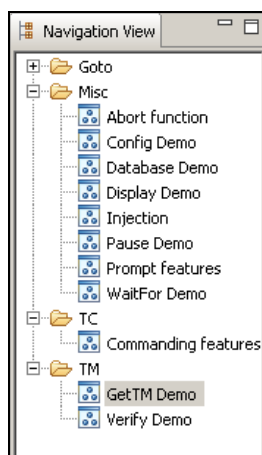 Navigation View
Goto
Misc
Abort function
Config Demo
Database Demo
Display Demo
Injection
Pause Demo
Prompt features
WaitFor Demo
TC
Commanding features
TM
GetTM Demo
Verify Demo